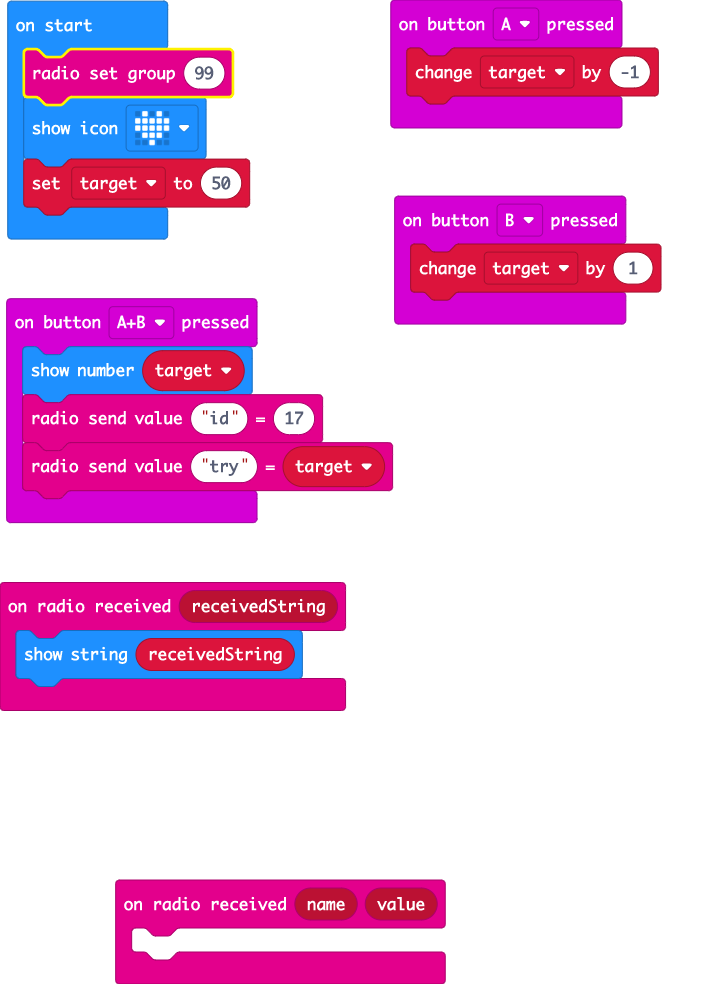 on start
radio set group 99
show icon
set target to 50
on button A pressed
change target by -1
on button B pressed
change target by 1
on button A+B pressed
show number target
radio send value "id" = 17
radio send value "try" = target
on radio received receivedString
show string receivedString
on radio received name value